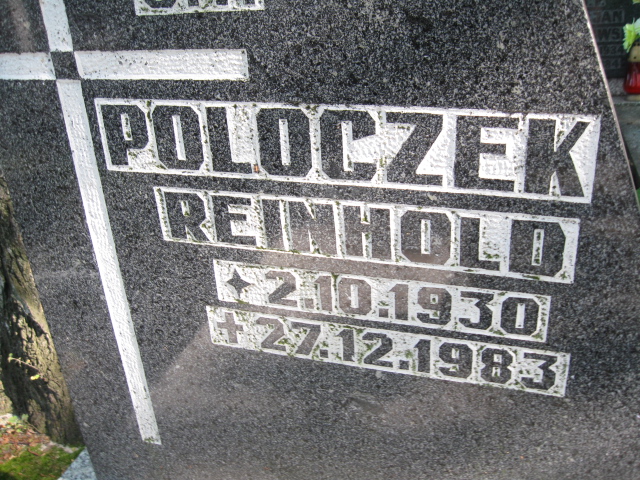 POLOCZEK
REINHOLD
✦ 2.10.1930
✝ 27.12.1983